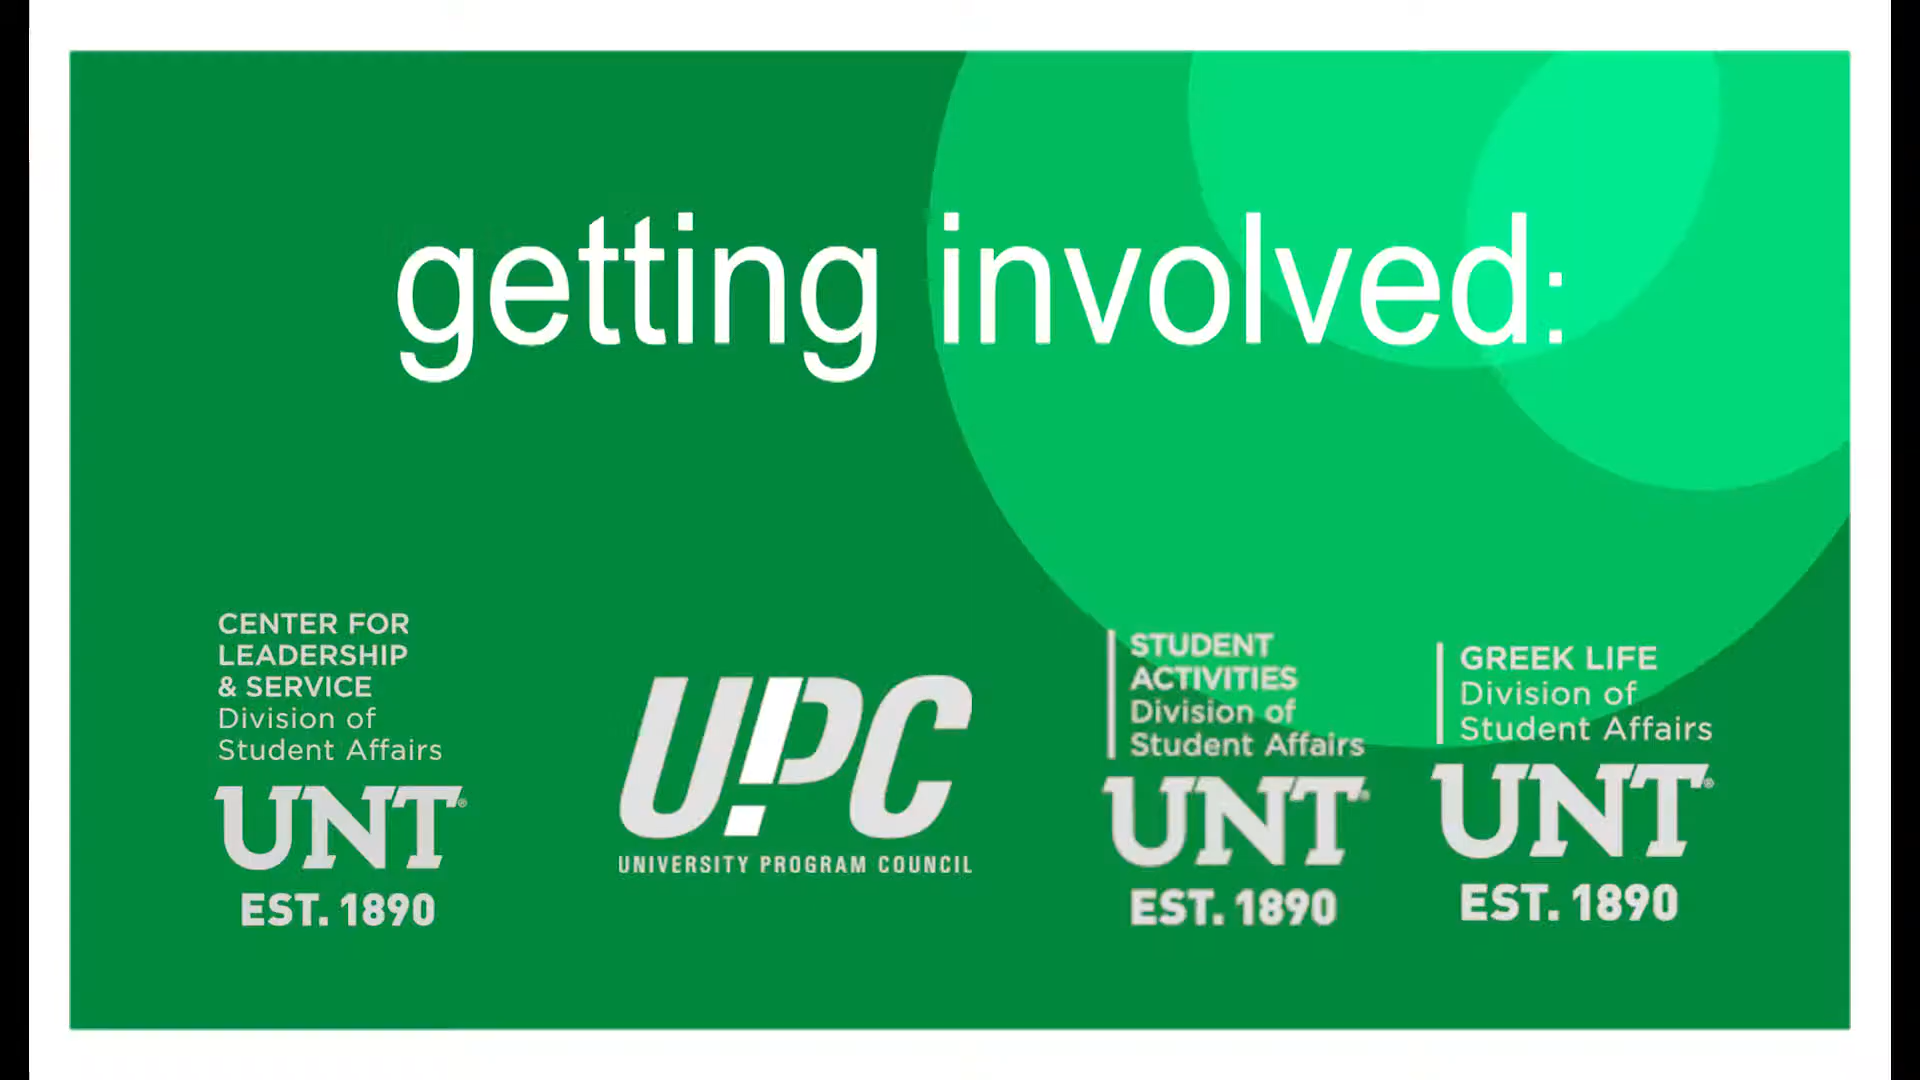 getting involved:
CENTER FOR
LEADERSHIP
& SERVICE
Division of
Student Affairs
UNT®
EST. 1890
UPC
UNIVERSITY PROGRAM COUNCIL
STUDENT
ACTIVITIES
Division of
Student Affairs
UNT®
EST. 1890
GREEK LIFE
Division of
Student Affairs
UNT®
EST. 1890